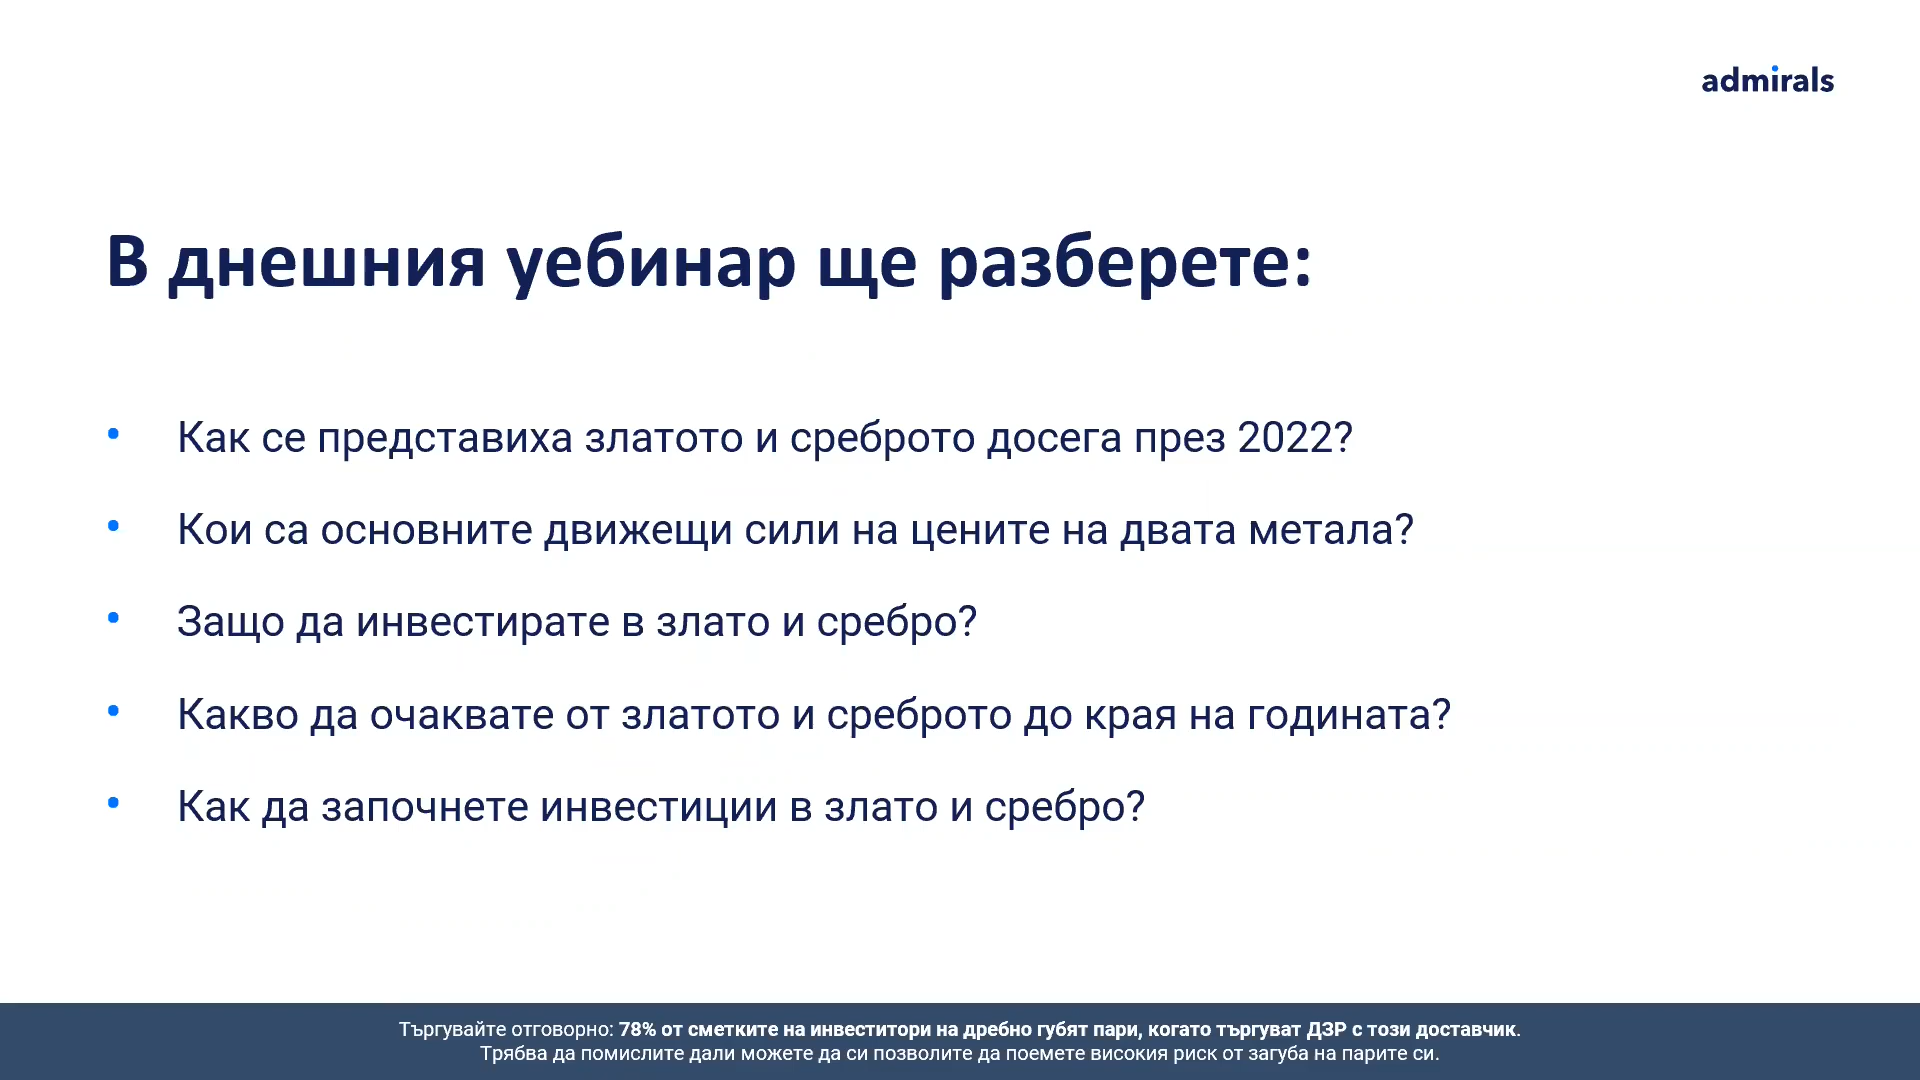 admirals
В днешния уебинар ще разберете:
• Как се представиха златото и среброто досега през 2022?
• Кои са основните движещи сили на цените на двата метала?
• Защо да инвестирате в злато и сребро?
• Какво да очаквате от златото и среброто до края на годината?
• Как да започнете инвестиции в злато и сребро?
Търгувайте отговорно: 78% от сметките на инвеститори на дребно губят пари, когато търгуват ДЗР с този доставчик.
Трябва да помислите дали можете да си позволите да поемете високия риск от загуба на парите си.